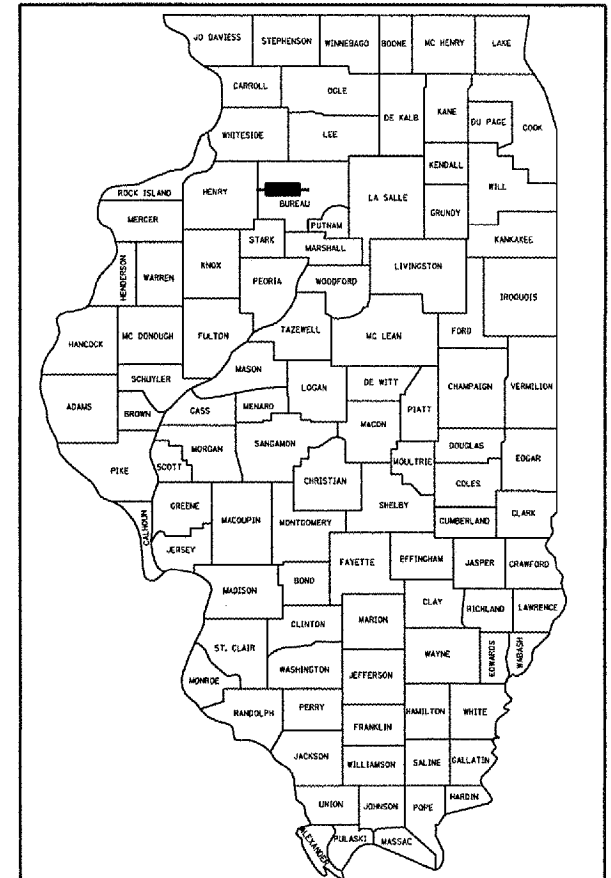 JO DAVIESS
STEPHENSON
WINNEBAGO
BOONE
MC HENRY
LAKE
CARROLL
OGLE
DE KALB
KANE
DU PAGE
COOK
WHITESIDE
LEE
KENDALL
WILL
ROCK ISLAND
HENRY
BUREAU
LA SALLE
GRUNDY
MERCER
PUTNAM
STARK
MARSHALL
KANKAKEE
HENDERSON
WARREN
KNOX
PEORIA
WOODFORD
LIVINGSTON
IROQUOIS
HANCOCK
MC DONOUGH
FULTON
TAZEWELL
MC LEAN
FORD
SCHUYLER
MASON
LOGAN
DE WITT
CHAMPAIGN
VERMILION
ADAMS
BROWN
CASS
MENARD
MACON
PIATT
PIKE
SCOTT
MORGAN
SANGAMON
CHRISTIAN
MOULTRIE
DOUGLAS
EDGAR
COLES
CALHOUN
GREENE
MACOUPIN
MONTGOMERY
SHELBY
CUMBERLAND
CLARK
JERSEY
FAYETTE
EFFINGHAM
JASPER
CRAWFORD
MADISON
BOND
CLAY
RICHLAND
LAWRENCE
CLINTON
MARION
ST. CLAIR
WAYNE
EDWARDS
WABASH
WASHINGTON
JEFFERSON
MONROE
RANDOLPH
PERRY
HAMILTON
WHITE
FRANKLIN
JACKSON
WILLIAMSON
SALINE
GALLATIN
UNION
JOHNSON
POPE
HARDIN
ALEXANDER
PULASKI
MASSAC